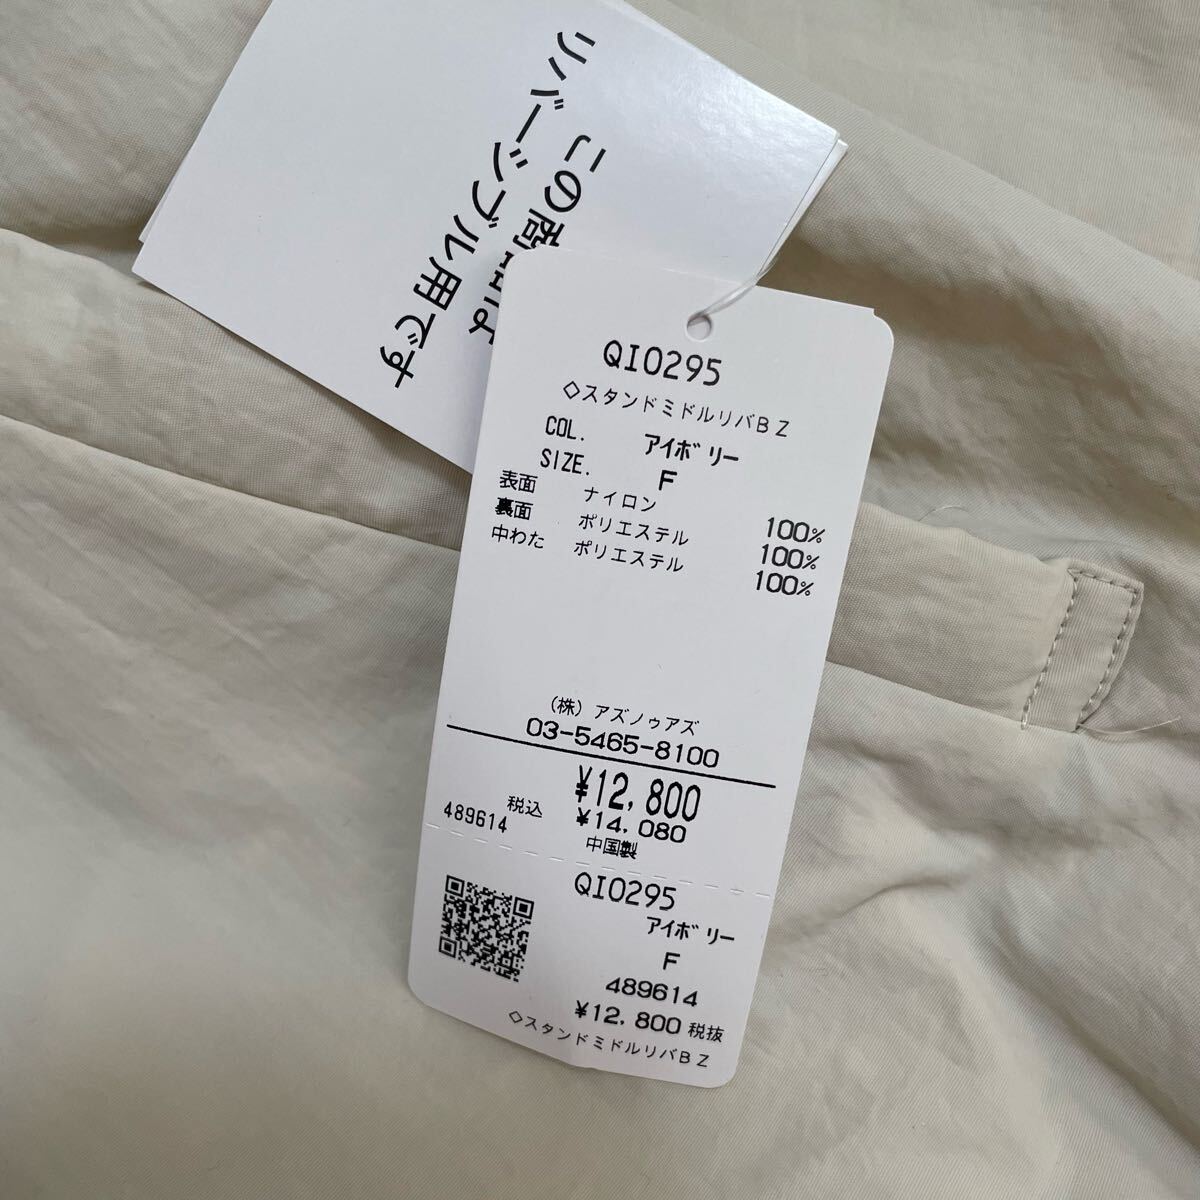 この商品は
リバーシブル用です
QI0295
◇スタンドミドルリバＢＺ
COL. ｱｲﾎﾞﾘｰ
SIZE. F
表面 ナイロン 100%
裏面 ポリエステル 100%
中わた ポリエステル 100%
(株) アズノゥアズ
03-5465-8100
¥12,800
税込 ¥14,080
489614
中国製
QI0295
ｱｲﾎﾞﾘｰ
F
489614
¥12,800 税抜
◇スタンドミドルリバＢＺ